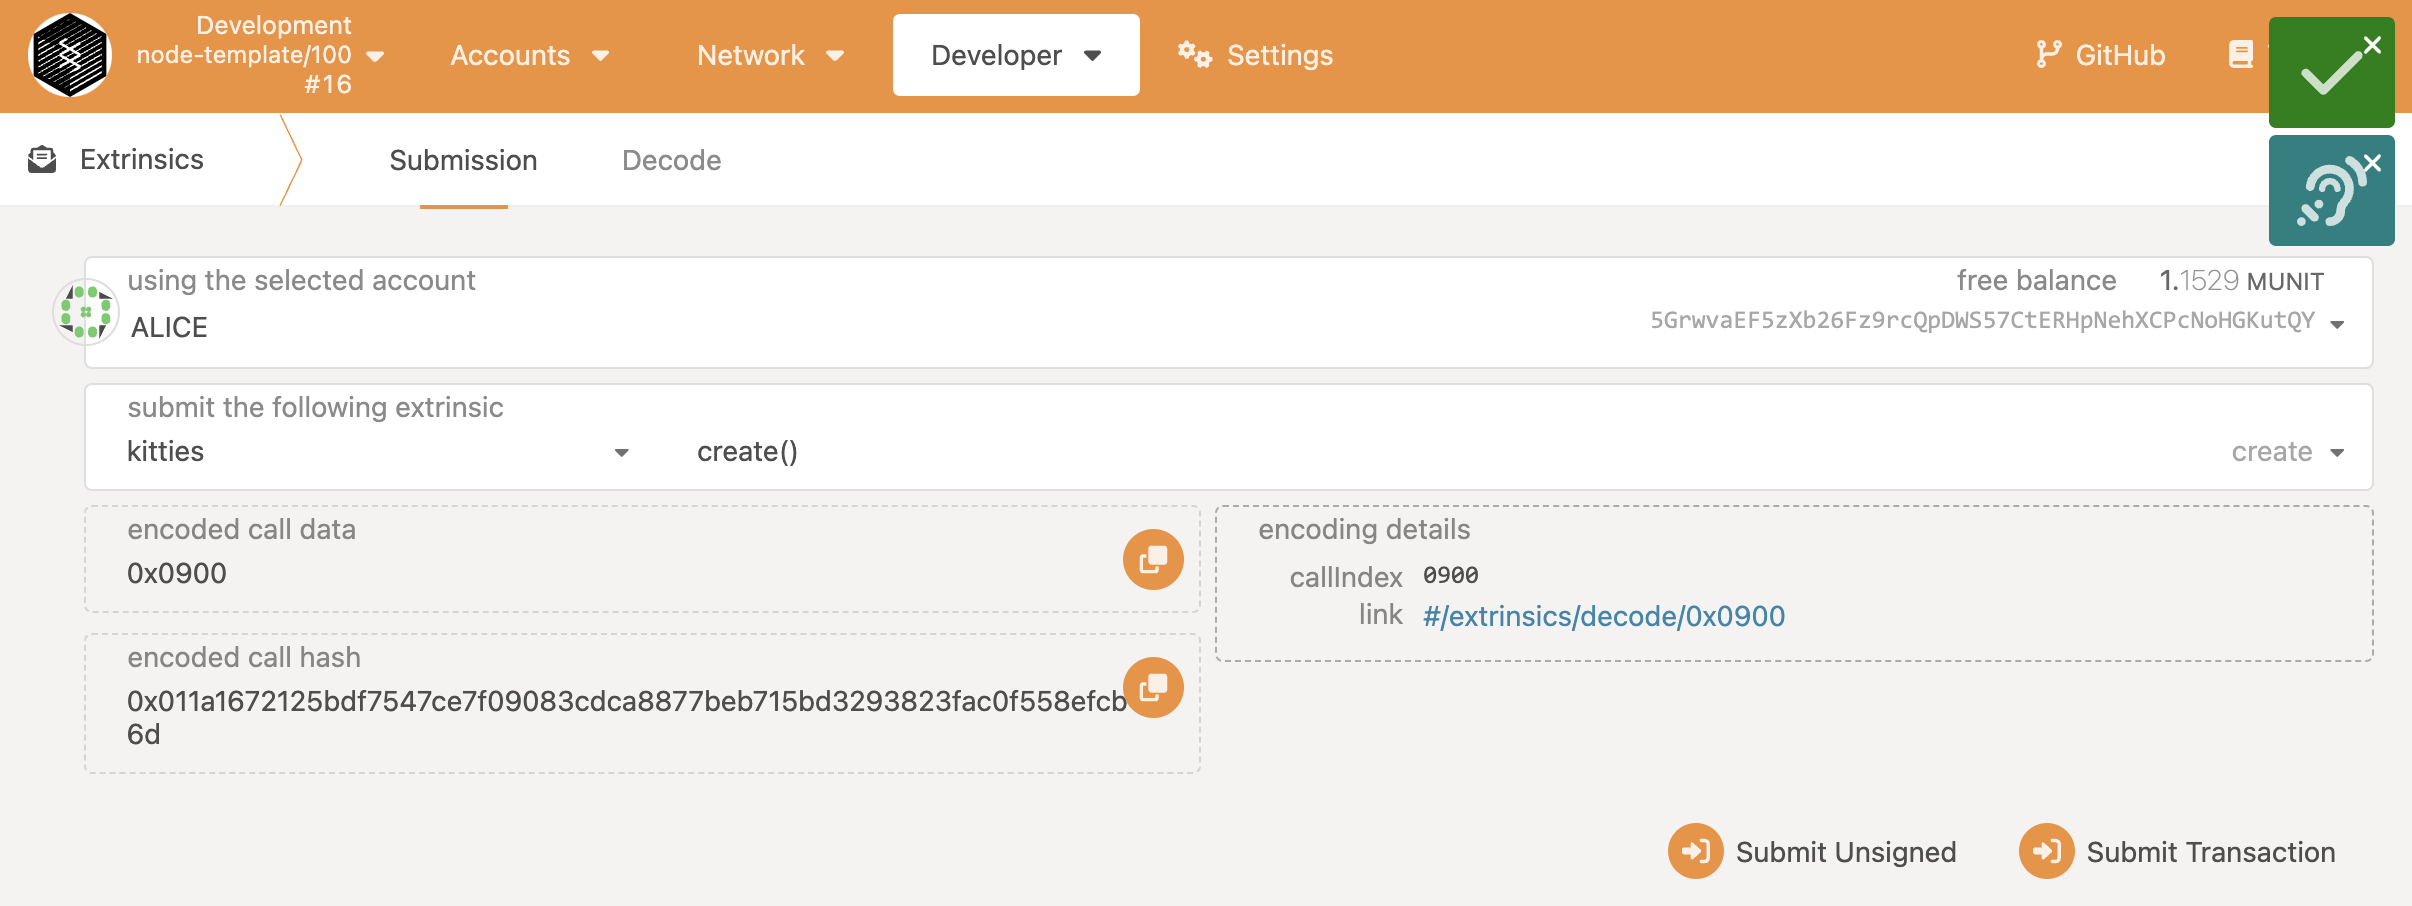 Development
node-template/100
#16
Accounts
Network
Developer
Settings
GitHub
Extrinsics
Submission
Decode
using the selected account
free balance 1.1529 MUNIT
ALICE
5GrwvaEF5zXb26Fz9rcQpDWS57CtERHpNehXCPcNoHGKutQY
submit the following extrinsic
kitties
create()
create
encoded call data
0x0900
encoding details
callIndex 0900
link #/extrinsics/decode/0x0900
encoded call hash
0x011a1672125bdf7547ce7f09083cdca8877beb715bd3293823fac0f558efcb
6d
Submit Unsigned
Submit Transaction